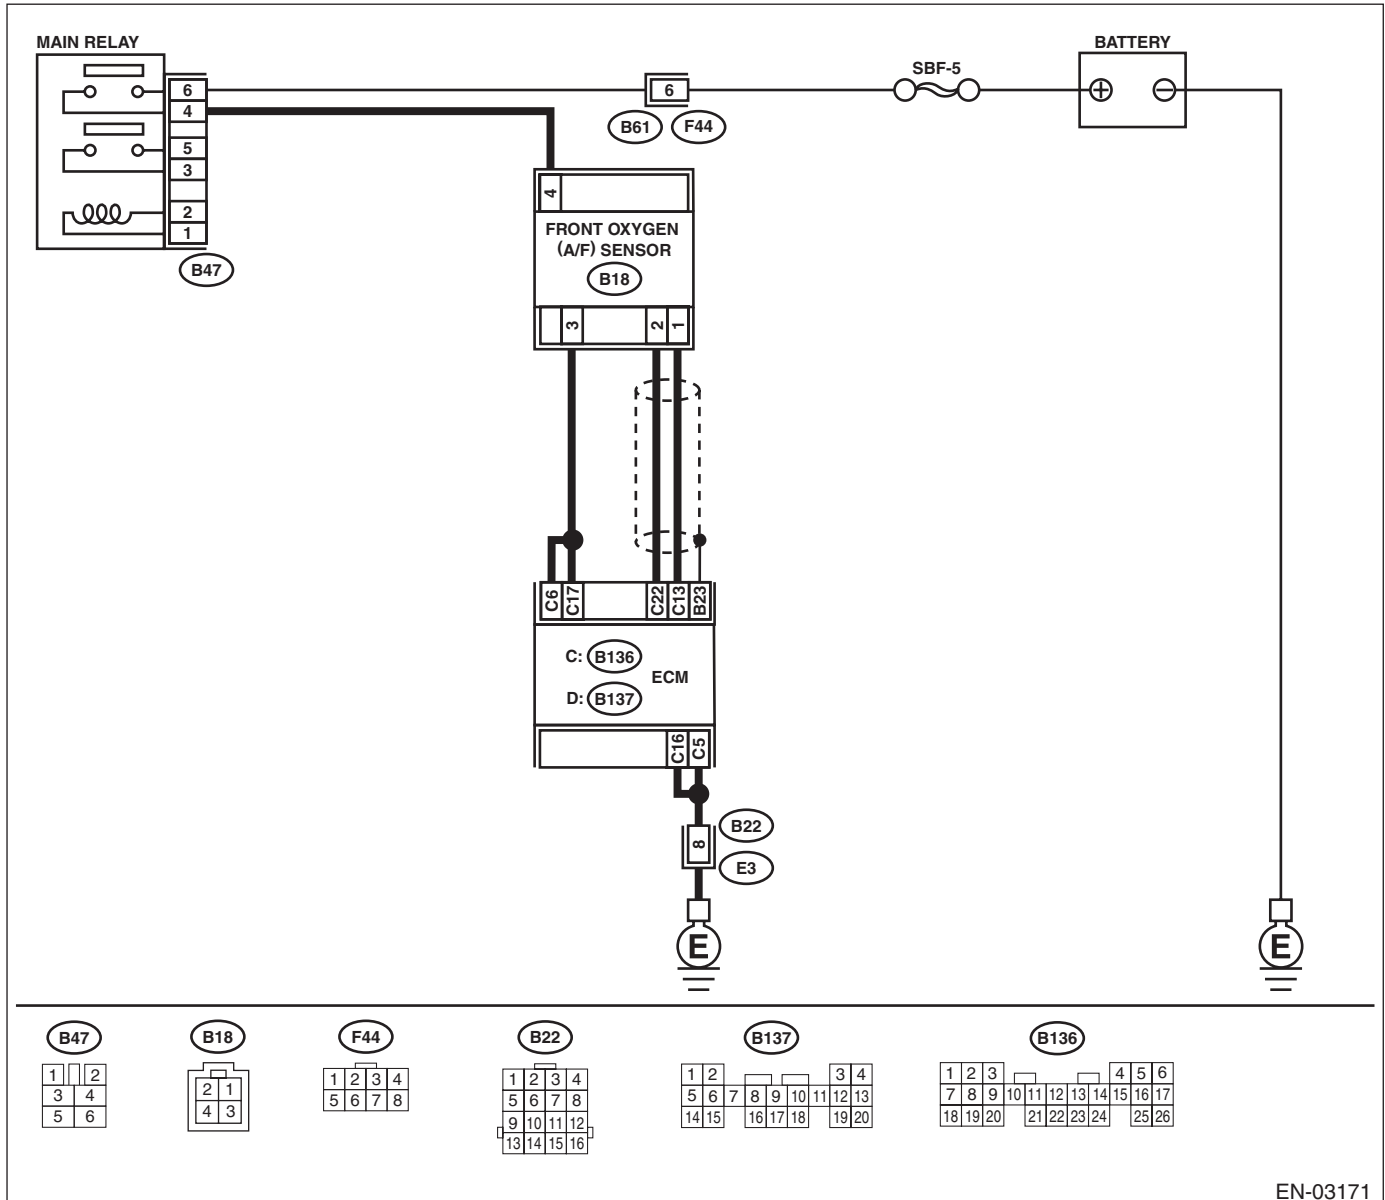 MAIN RELAY
BATTERY
SBF-5
6
4
5
3
2
1
B47
6
B61 F44
+ −
4
FRONT OXYGEN
(A/F) SENSOR
B18
3 2 1
C6 C17 C22 C13 B23
C: B136
ECM
D: B137
C16 C5
8
B22
E3
E
E
B47 B18 F44 B22 B137 B136
1 2
3 4
5 6
2 1
4 3
1 2 3 4
5 6 7 8
1 2 3 4
5 6 7 8
9 10 11 12
13 14 15 16
1 2 3 4
5 6 7 8 9 10 11 12 13
14 15 16 17 18 19 20
1 2 3 4 5 6
7 8 9 10 11 12 13 14 15 16 17
18 19 20 21 22 23 24 25 26
EN-03171